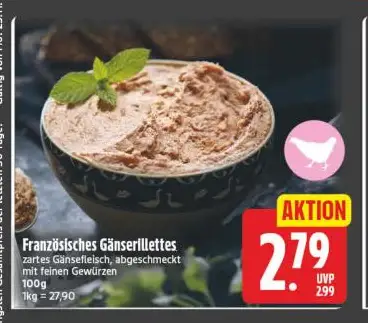 Französisches Gänserillettes
zartes Gänsefleisch, abgeschmeckt
mit feinen Gewürzen
100g
1kg = 27,90
AKTION
2.79
UVP
2.99